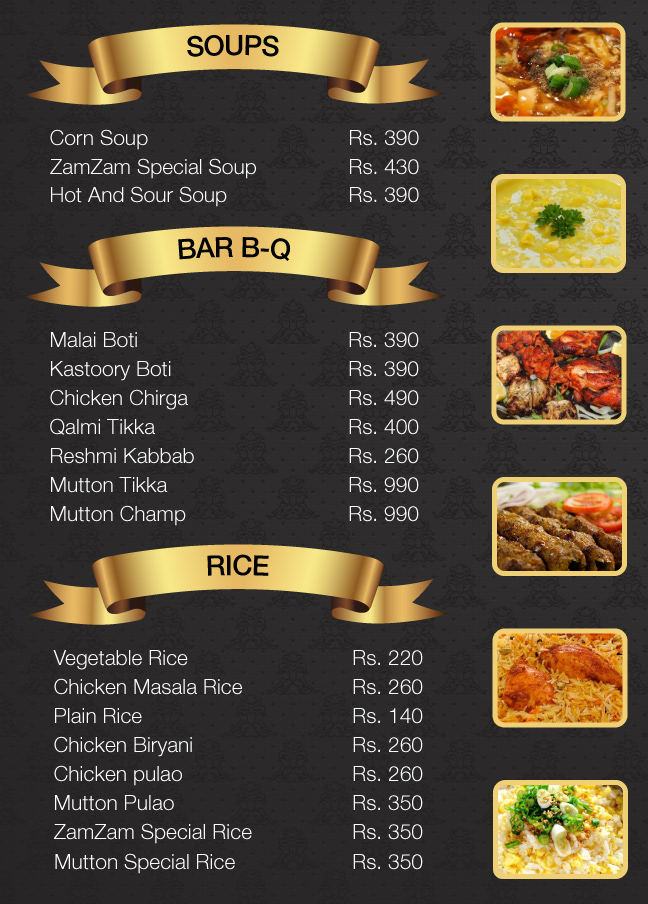 SOUPS
Corn Soup Rs. 390
ZamZam Special Soup Rs. 430
Hot And Sour Soup Rs. 390
BAR B-Q
Malai Boti Rs. 390
Kastoory Boti Rs. 390
Chicken Chirga Rs. 490
Qalmi Tikka Rs. 400
Reshmi Kabbab Rs. 260
Mutton Tikka Rs. 990
Mutton Champ Rs. 990
RICE
Vegetable Rice Rs. 220
Chicken Masala Rice Rs. 260
Plain Rice Rs. 140
Chicken Biryani Rs. 260
Chicken pulao Rs. 260
Mutton Pulao Rs. 350
ZamZam Special Rice Rs. 350
Mutton Special Rice Rs. 350